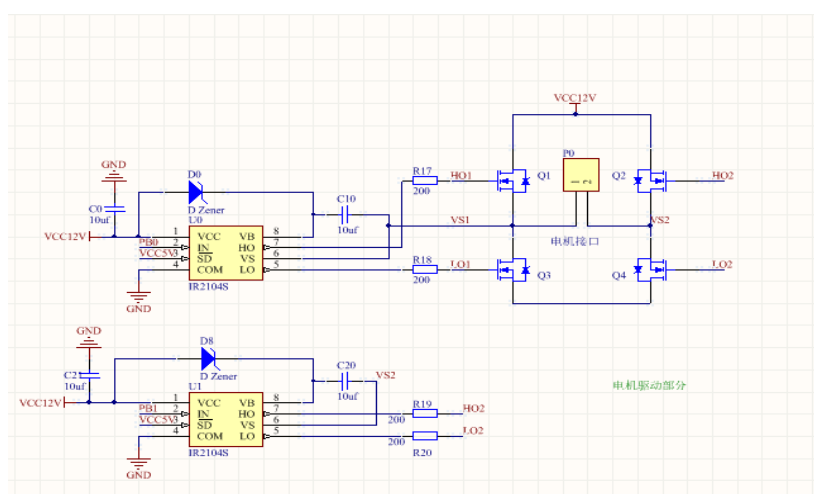 VCC12V
P0
GND
D0
R17
HO1
Q1
Q2
HO2
200
C0
10uf
D Zener
U0
C10
10uf
VS1
VS2
VCC12V
PB0
VCC5V
1
2
3
4
VCC
IN
SD
COM
VB
HO
VS
LO
8
7
6
5
电机接口
R18
LO1
200
Q3
Q4
LO2
GND
IR2104S
GND
D8
C21
10uf
D Zener
U1
C20
10uf
VS2
电机驱动部分
VCC12V
PB1
VCC5V
1
2
3
4
VCC
IN
SD
COM
VB
HO
VS
LO
8
7
6
5
R19
HO2
200
LO2
200
R20
GND
IR2104S